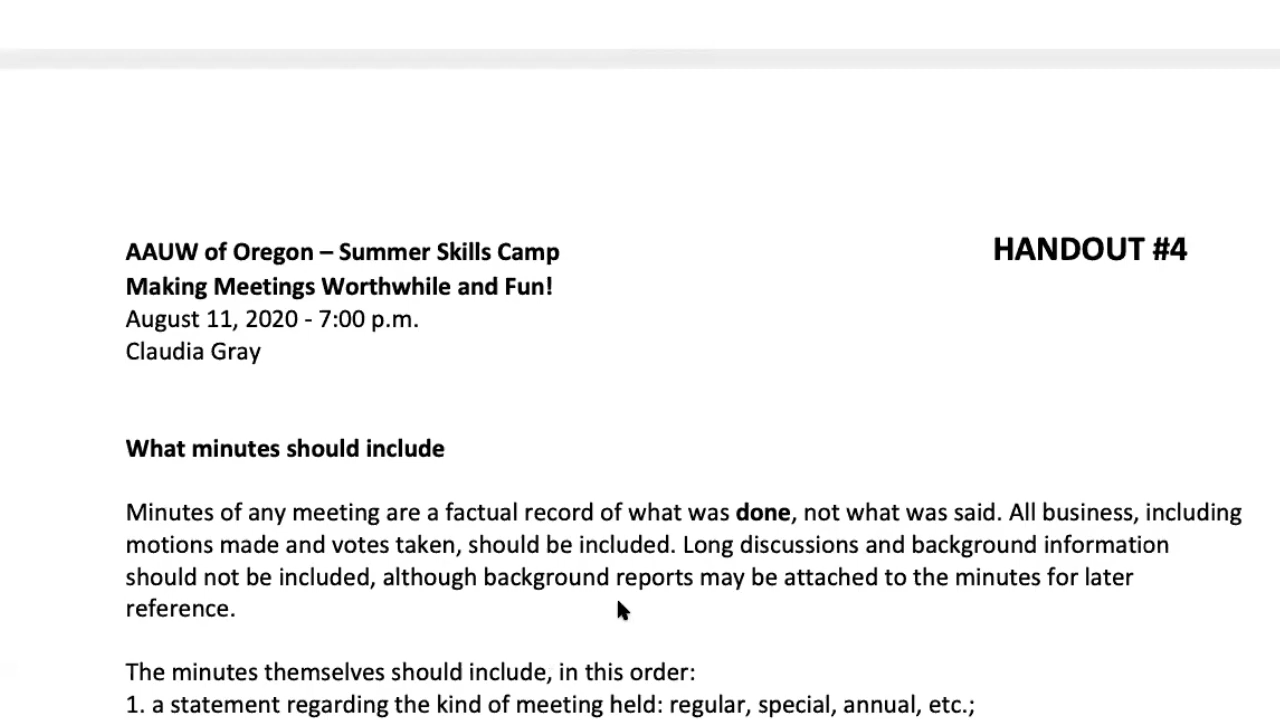 AAUW of Oregon – Summer Skills Camp
HANDOUT #4
Making Meetings Worthwhile and Fun!
August 11, 2020 - 7:00 p.m.
Claudia Gray
What minutes should include
Minutes of any meeting are a factual record of what was done, not what was said. All business, including
motions made and votes taken, should be included. Long discussions and background information
should not be included, although background reports may be attached to the minutes for later
reference.
The minutes themselves should include, in this order:
1. a statement regarding the kind of meeting held: regular, special, annual, etc.;